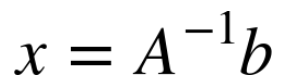 x = A⁻¹b